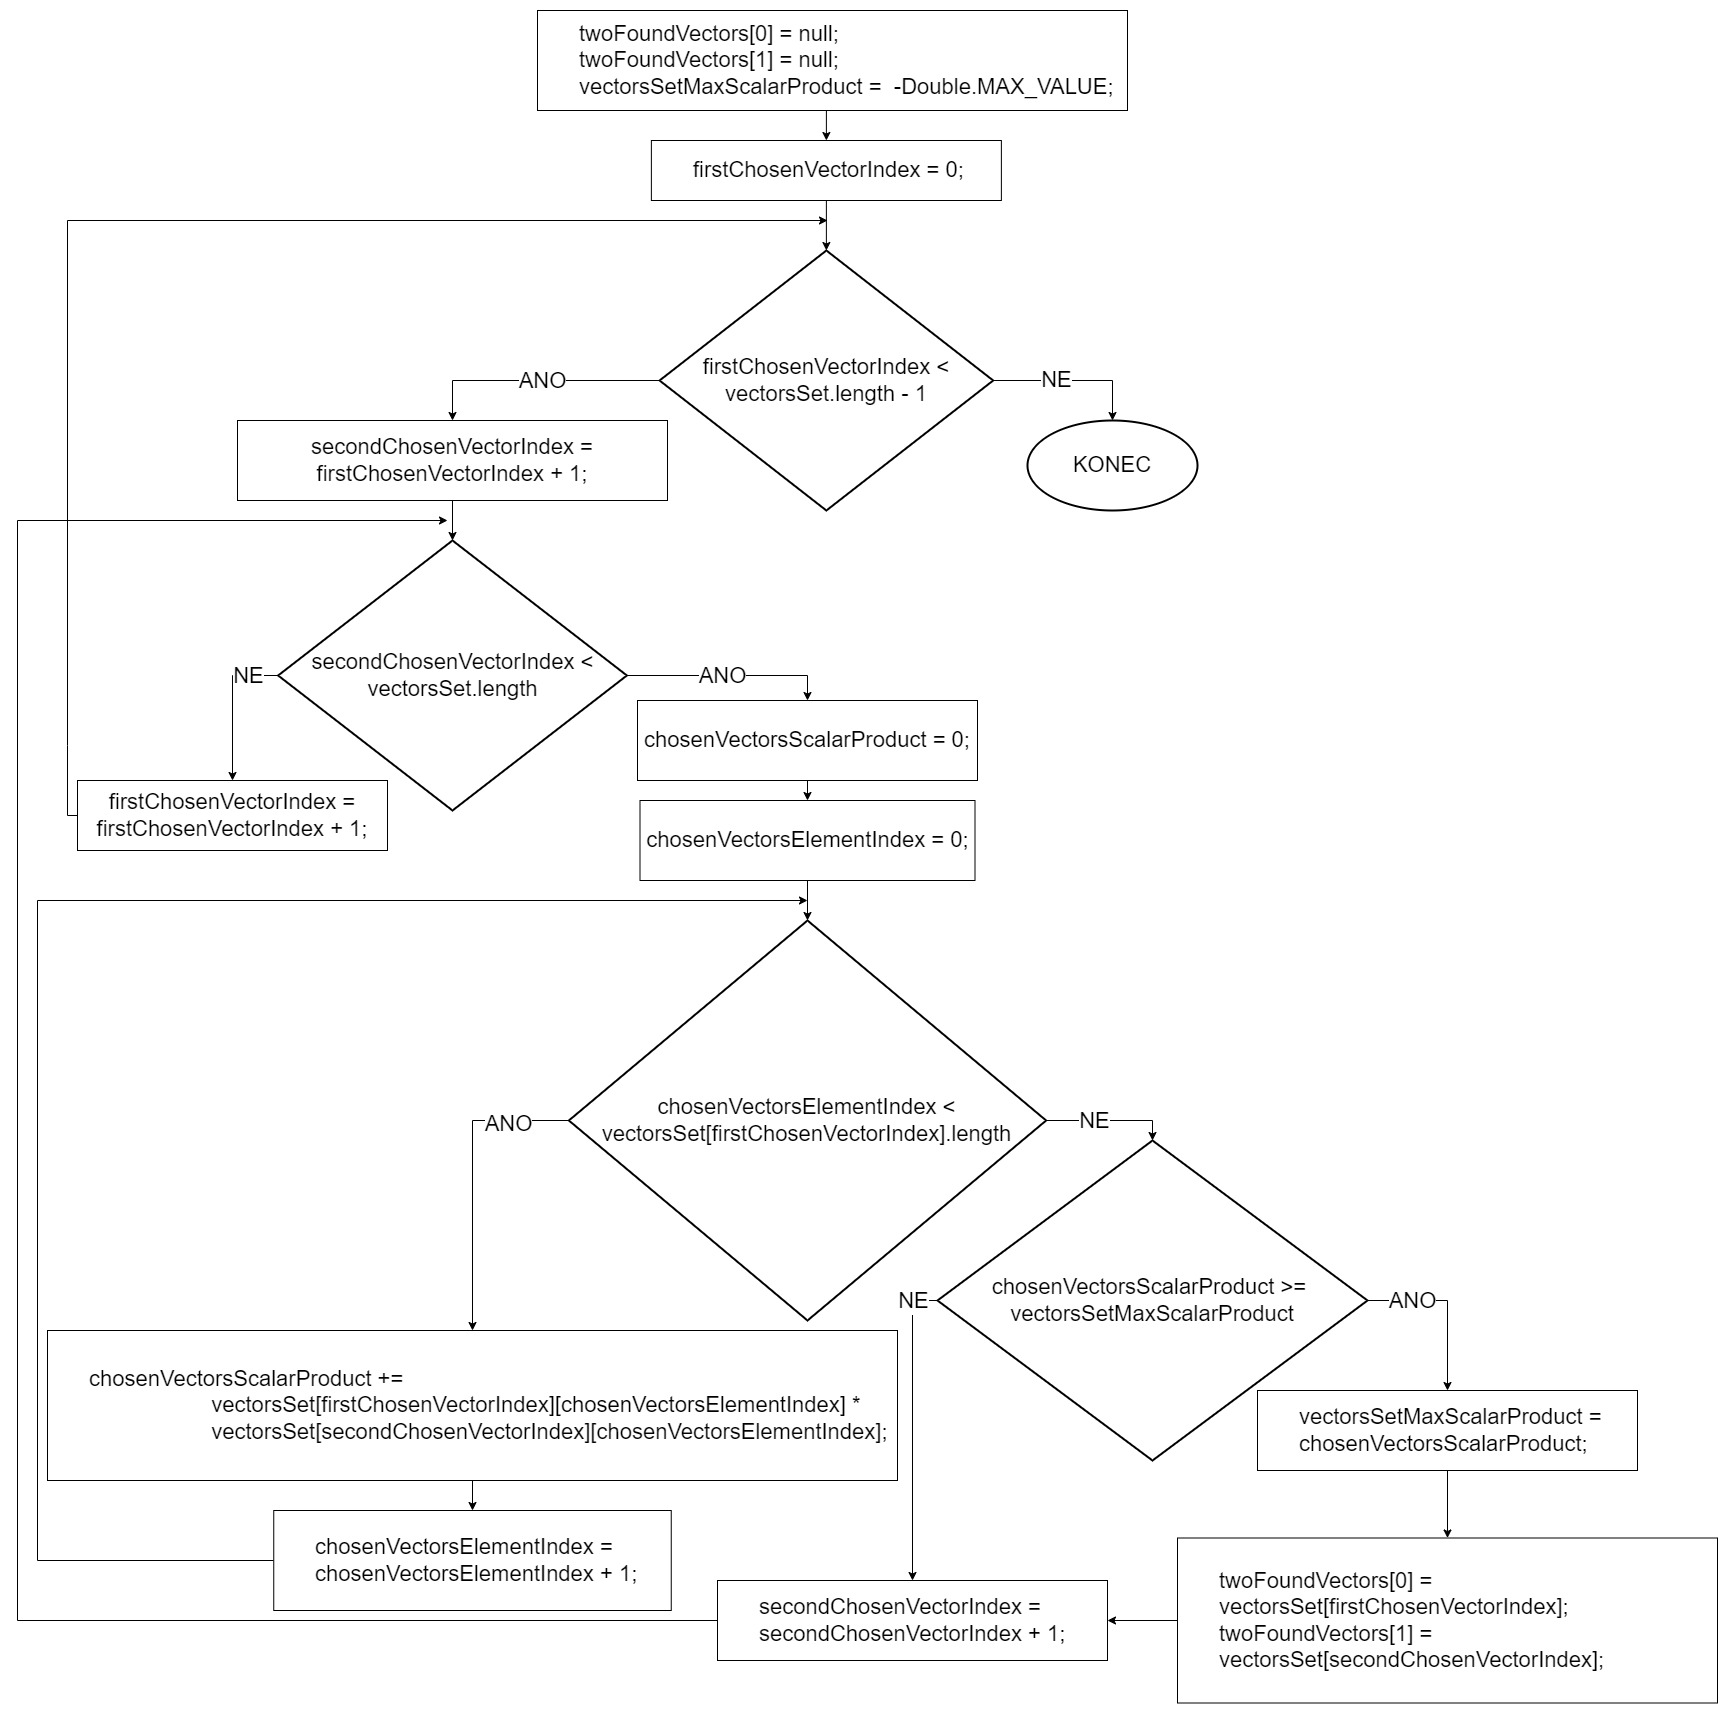 twoFoundVectors[0] = null;
twoFoundVectors[1] = null;
vectorsSetMaxScalarProduct =  -Double.MAX_VALUE;
firstChosenVectorIndex = 0;
firstChosenVectorIndex <
vectorsSet.length - 1
ANO
NE
secondChosenVectorIndex =
firstChosenVectorIndex + 1;
KONEC
secondChosenVectorIndex <
vectorsSet.length
NE
ANO
chosenVectorsScalarProduct = 0;
firstChosenVectorIndex =
firstChosenVectorIndex + 1;
chosenVectorsElementIndex = 0;
chosenVectorsElementIndex <
vectorsSet[firstChosenVectorIndex].length
ANO
NE
chosenVectorsScalarProduct >=
vectorsSetMaxScalarProduct
NE
ANO
chosenVectorsScalarProduct +=
vectorsSet[firstChosenVectorIndex][chosenVectorsElementIndex] *
vectorsSet[secondChosenVectorIndex][chosenVectorsElementIndex];
vectorsSetMaxScalarProduct =
chosenVectorsScalarProduct;
chosenVectorsElementIndex =
chosenVectorsElementIndex + 1;
secondChosenVectorIndex =
secondChosenVectorIndex + 1;
twoFoundVectors[0] =
vectorsSet[firstChosenVectorIndex];
twoFoundVectors[1] =
vectorsSet[secondChosenVectorIndex];